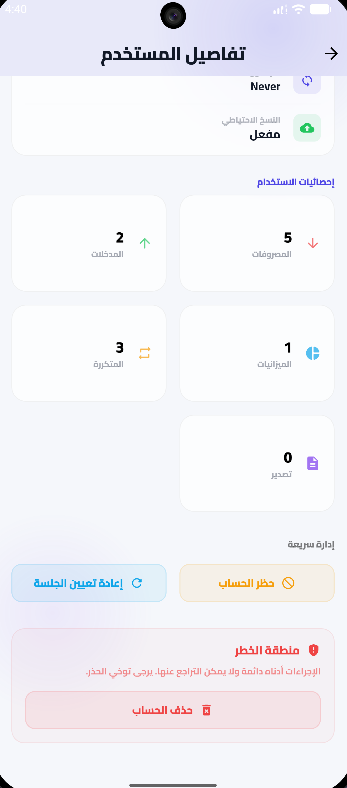 4:40
تفاصيل المستخدم
Never
النسخ الاحتياطي
مفعل
إحصائيات الاستخدام
5
المصروفات
2
المدخلات
1
الميزانيات
3
المتكررة
0
تصدير
إدارة سريعة
حظر الحساب
إعادة تعيين الجلسة
منطقة الخطر
الإجراءات أدناه دائمة ولا يمكن التراجع عنها. يرجى توخي الحذر.
حذف الحساب